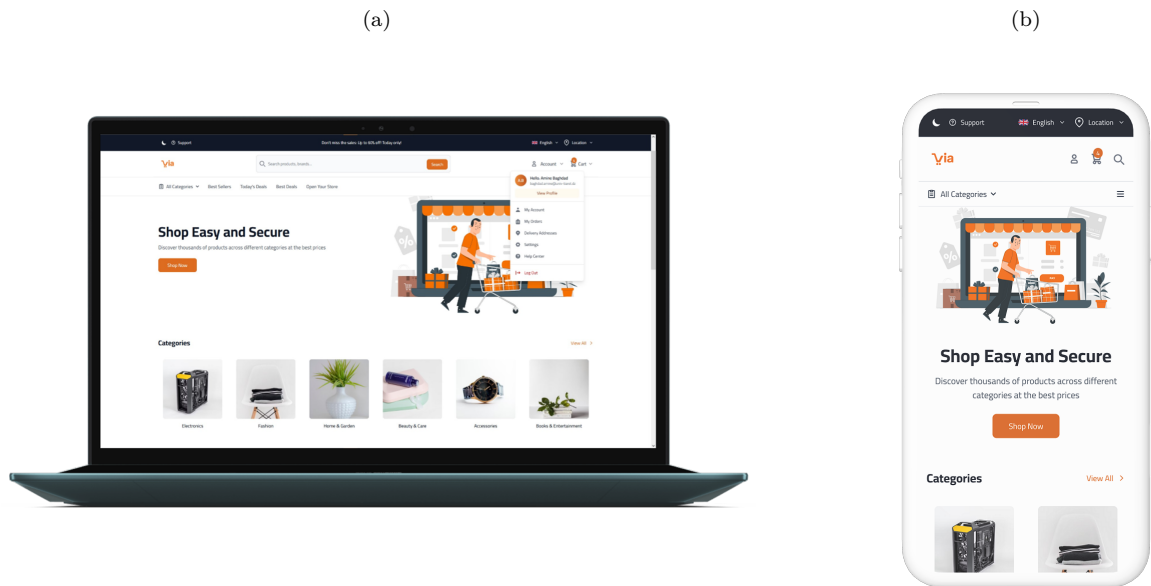 (a)
(b)
Support
Don't miss the sales. Up to 60% off! Today only!
English
Location
Via
Search products, brands...
Search
Account
Cart
All Categories
Best Sellers
Today's Deals
Best Deals
Open Your Store
Hello, Amine Baghdad
View Profile
My Account
My Orders
Delivery Addresses
Settings
Help Center
Log Out
Shop Easy and Secure
Discover thousands of products across different categories at the best prices
Shop Now
Categories
View All
Electronics
Fashion
Home & Garden
Beauty & Care
Accessories
Books & Entertainment
Support
English
Location
Via
4
All Categories
Shop Easy and Secure
Discover thousands of products across different
categories at the best prices
Shop Now
Categories
View All